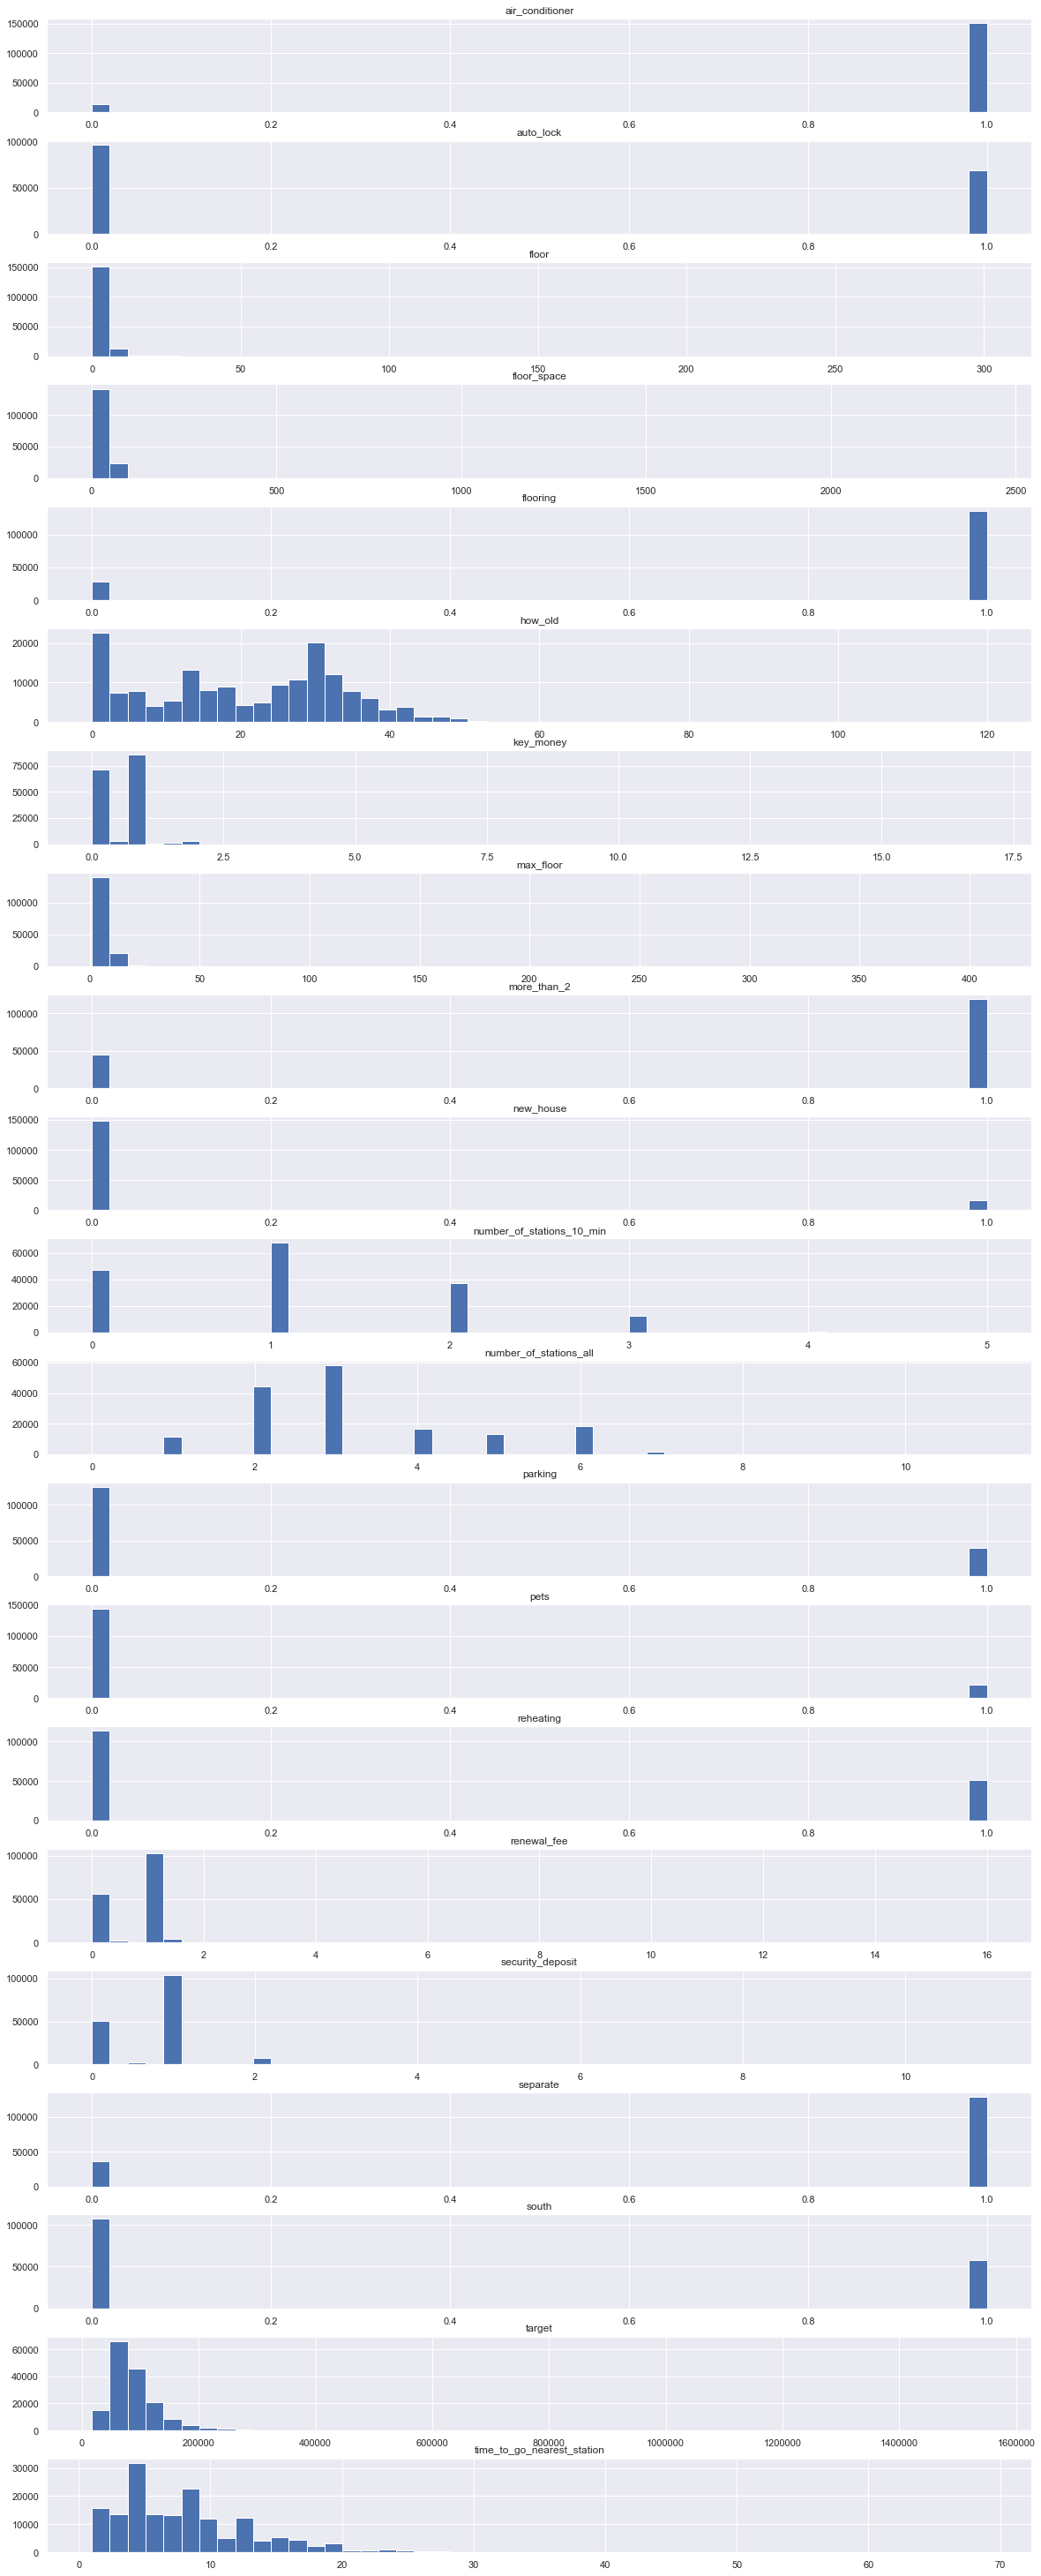 air_conditioner
150000
100000
50000
0
0.0 0.2 0.4 0.6 0.8 1.0
auto_lock
100000
50000
0
0.0 0.2 0.4 0.6 0.8 1.0
floor
150000
100000
50000
0
0 50 100 150 200 250 300
floor_space
100000
50000
0
0 500 1000 1500 2000 2500
flooring
100000
50000
0
0.0 0.2 0.4 0.6 0.8 1.0
how_old
20000
10000
0
0 20 40 60 80 100 120
key_money
75000
50000
25000
0
0.0 2.5 5.0 7.5 10.0 12.5 15.0 17.5
max_floor
100000
50000
0
0 50 100 150 200 250 300 350 400
more_than_2
100000
50000
0
0.0 0.2 0.4 0.6 0.8 1.0
new_house
150000
100000
50000
0
0.0 0.2 0.4 0.6 0.8 1.0
number_of_stations_10_min
60000
40000
20000
0
0 1 2 3 4 5
number_of_stations_all
60000
40000
20000
0
0 2 4 6 8 10
parking
100000
50000
0
0.0 0.2 0.4 0.6 0.8 1.0
pets
150000
100000
50000
0
0.0 0.2 0.4 0.6 0.8 1.0
reheating
100000
50000
0
0.0 0.2 0.4 0.6 0.8 1.0
renewal_fee
100000
50000
0
0 2 4 6 8 10 12 14 16
security_deposit
100000
50000
0
0 2 4 6 8 10
separate
100000
50000
0
0.0 0.2 0.4 0.6 0.8 1.0
south
100000
50000
0
0.0 0.2 0.4 0.6 0.8 1.0
target
60000
40000
20000
0
0 200000 400000 600000 800000 1000000 1200000 1400000 1600000
time_to_go_nearest_station
30000
20000
10000
0
0 10 20 30 40 50 60 70